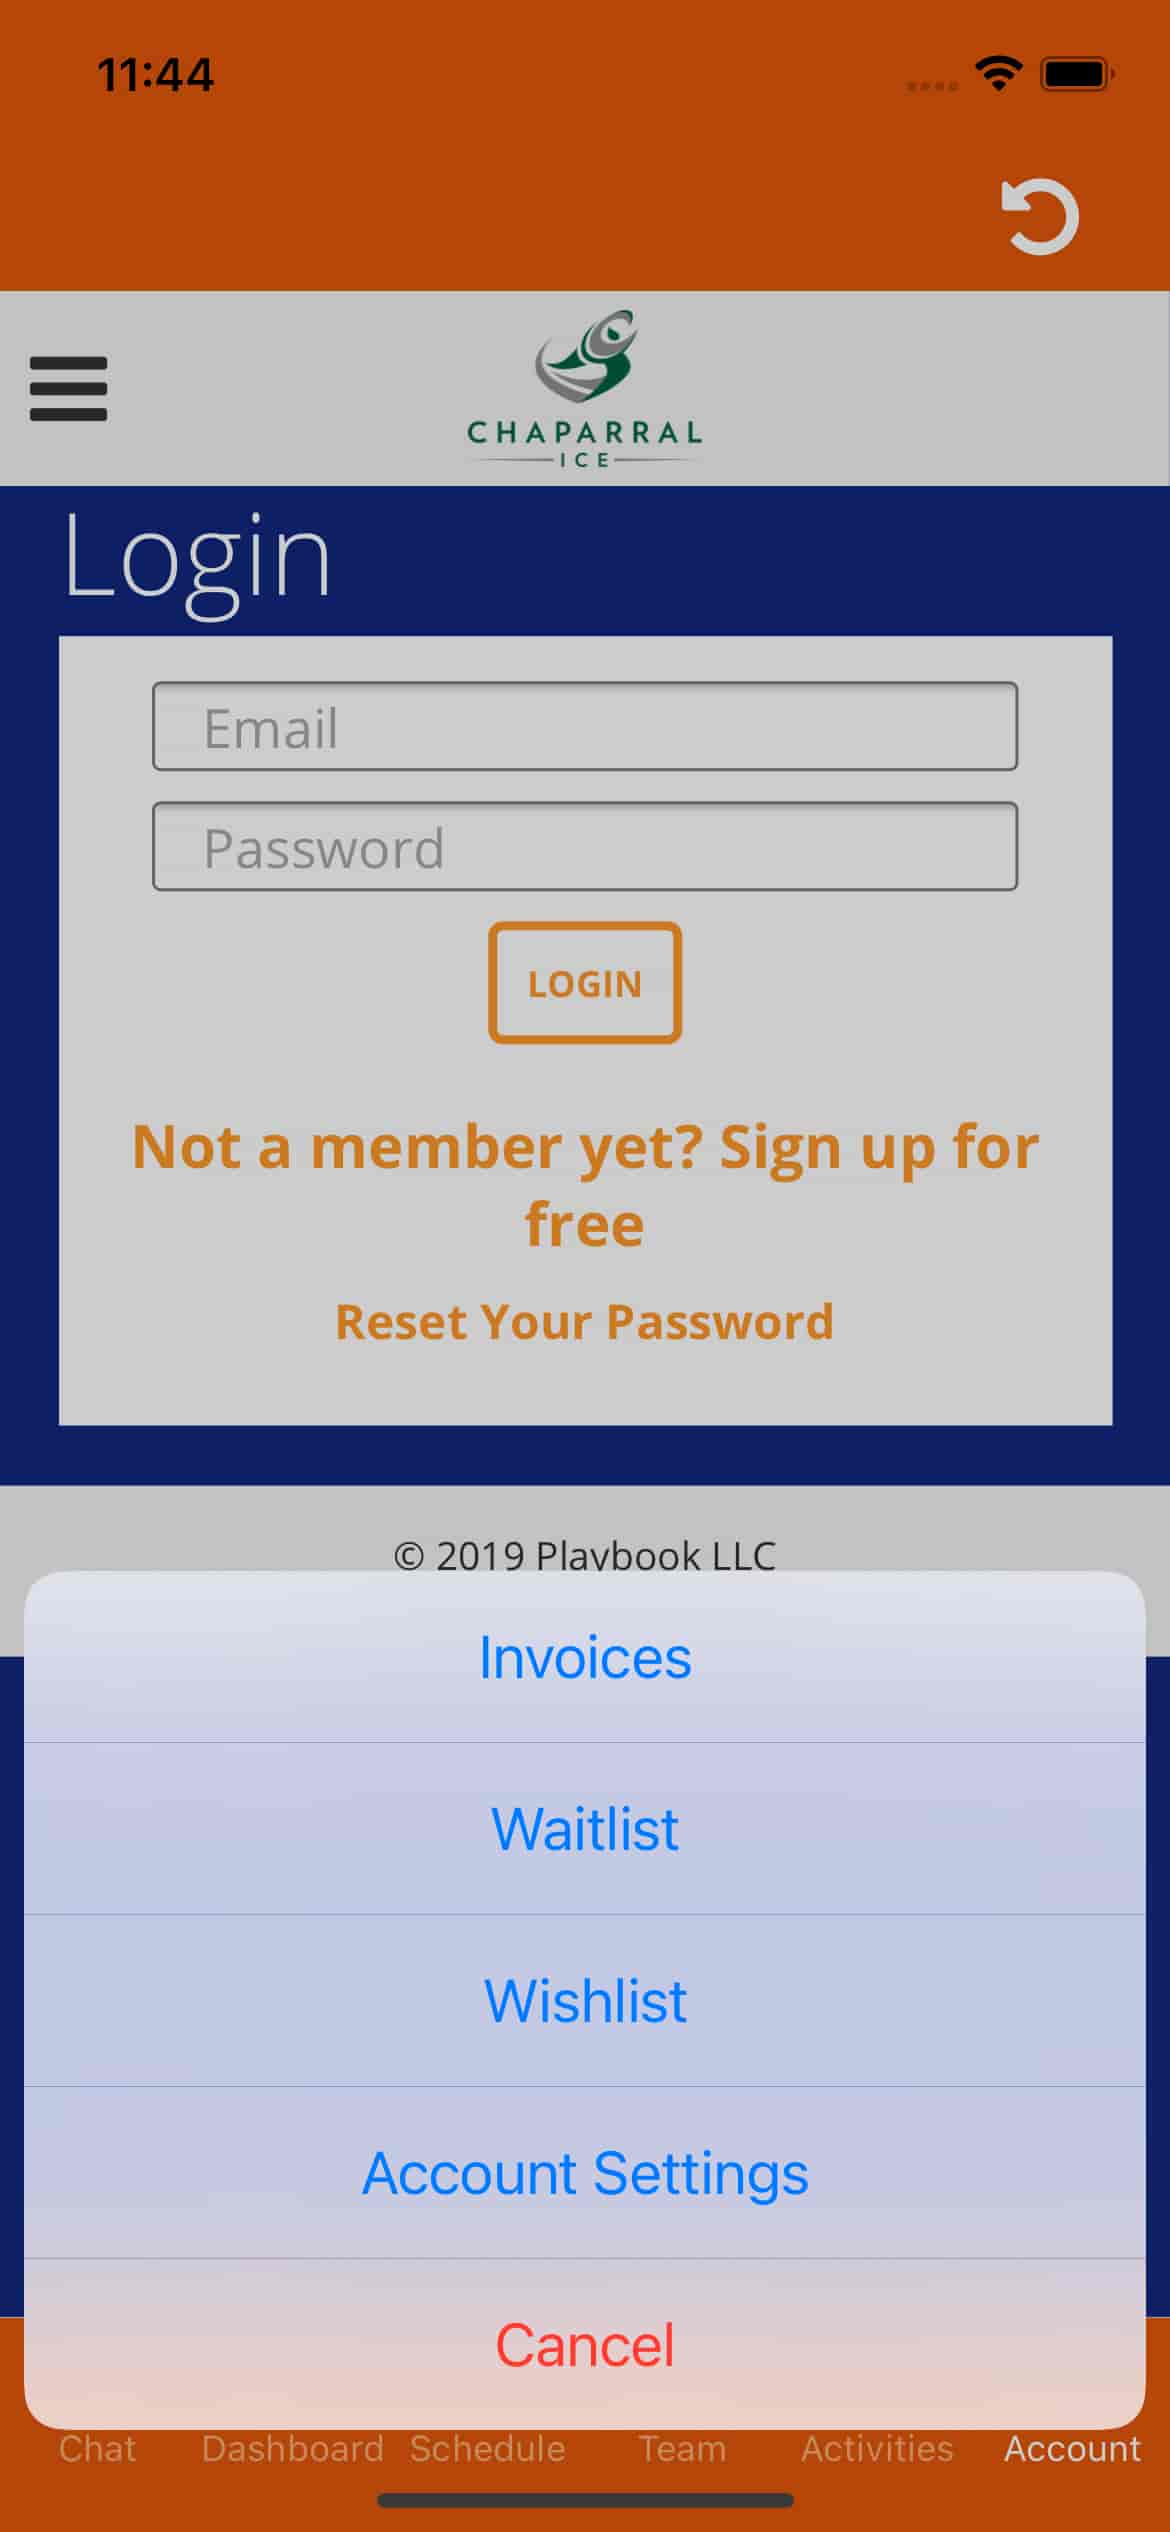 11:44
CHAPARRAL
ICE
Login
Email
Password
LOGIN
Not a member yet? Sign up for
free
Reset Your Password
© 2019 Playbook LLC
Invoices
Waitlist
Wishlist
Account Settings
Cancel
Chat Dashboard Schedule Team Activities Account